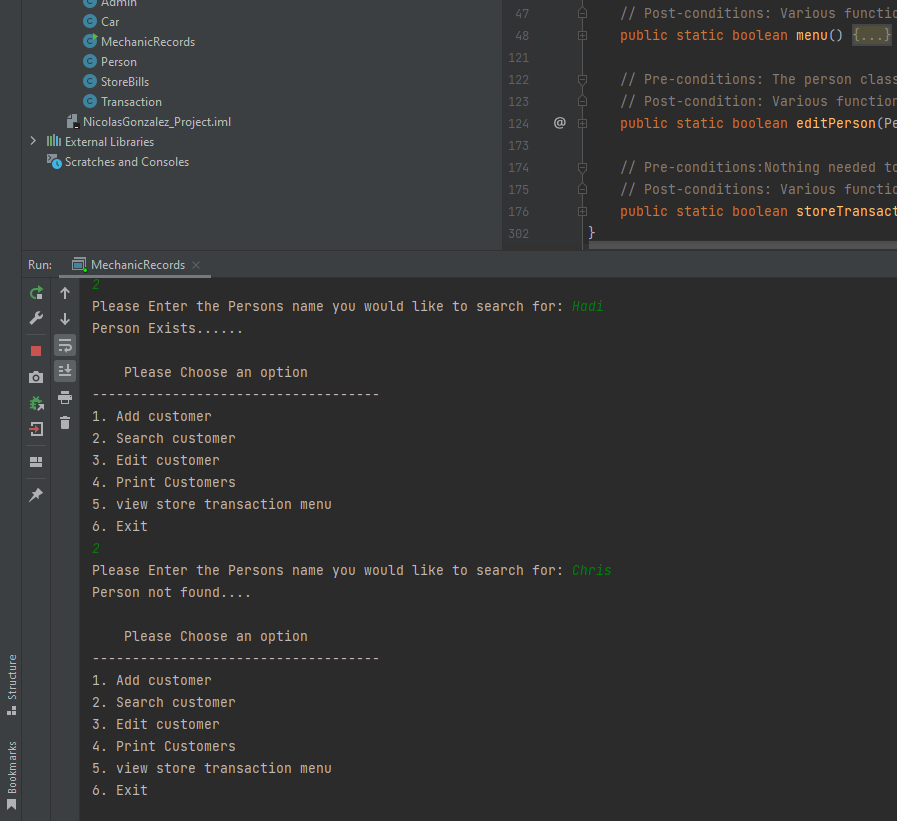 Admin
Car
MechanicRecords
Person
StoreBills
Transaction
NicolasGonzalez_Project.iml
External Libraries
Scratches and Consoles
47 // Post-conditions: Various functio
48 public static boolean menu() {...}
121
122 // Pre-conditions: The person class
123 // Post-condition: Various function
124 @ public static boolean editPerson(Pe
173
174 // Pre-conditions:Nothing needed to
175 // Post-conditions: Various functio
176 public static boolean storeTransact
302 }
Run: MechanicRecords
2
Please Enter the Persons name you would like to search for: Hadi
Person Exists......
Please Choose an option
------------------------------------
1. Add customer
2. Search customer
3. Edit customer
4. Print Customers
5. view store transaction menu
6. Exit
2
Please Enter the Persons name you would like to search for: Chris
Person not found....
Please Choose an option
------------------------------------
1. Add customer
2. Search customer
3. Edit customer
4. Print Customers
5. view store transaction menu
6. Exit
Structure
Bookmarks